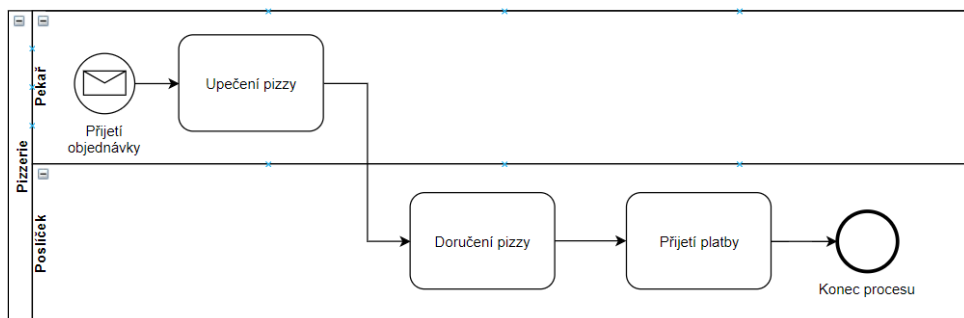 Pizzerie
Pekař
Přijetí
objednávky
Upečení pizzy
Poslíček
Doručení pizzy
Přijetí platby
Konec procesu